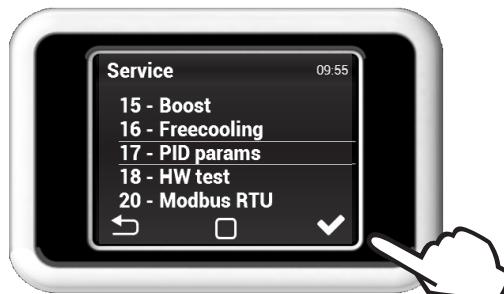 Service 09:55
15 - Boost
16 - Freecooling
17 - PID params
18 - HW test
20 - Modbus RTU